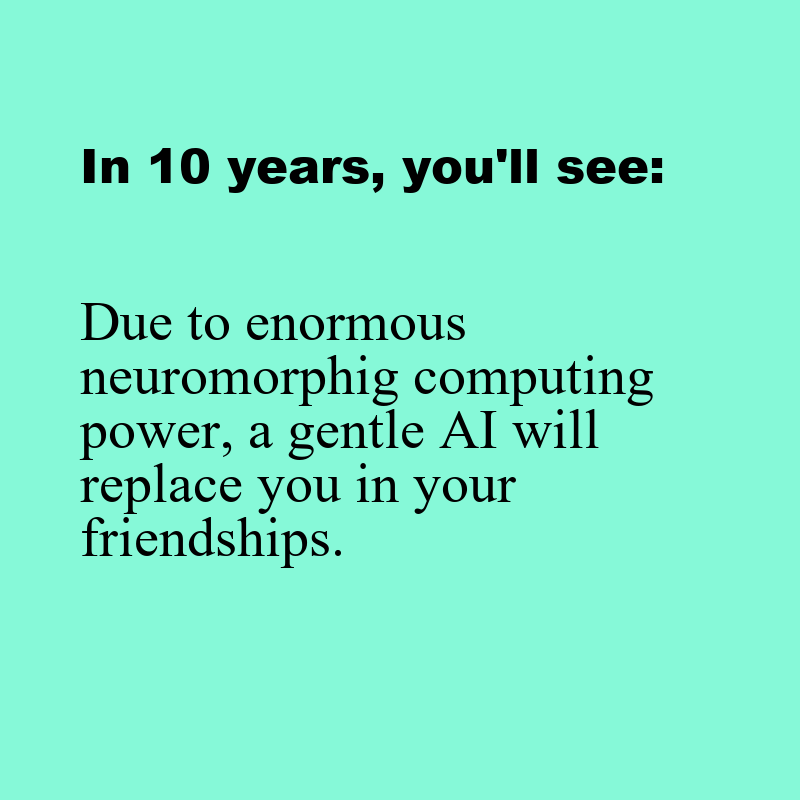 In 10 years, you'll see:
Due to enormous
neuromorphig computing
power, a gentle AI will
replace you in your
friendships.